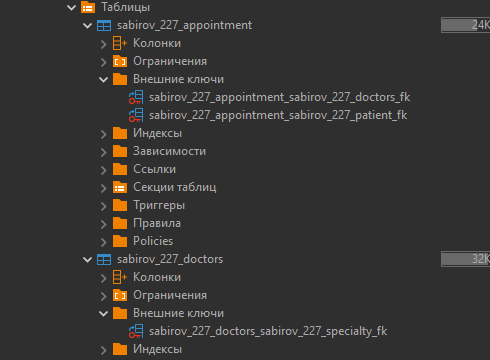 Таблицы
sabirov_227_appointment 24K
Колонки
Ограничения
Внешние ключи
sabirov_227_appointment_sabirov_227_doctors_fk
sabirov_227_appointment_sabirov_227_patient_fk
Индексы
Зависимости
Ссылки
Секции таблиц
Триггеры
Правила
Policies
sabirov_227_doctors 32K
Колонки
Ограничения
Внешние ключи
sabirov_227_doctors_sabirov_227_specialty_fk
Индексы